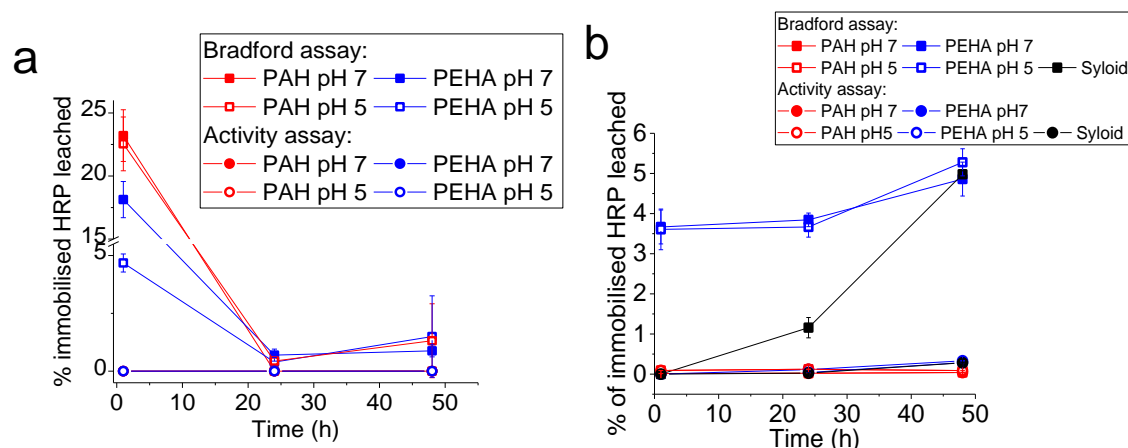 a
Bradford assay:
PAH pH 7 PEHA pH 7
PAH pH 5 PEHA pH 5
Activity assay:
PAH pH 7 PEHA pH 7
PAH pH 5 PEHA pH 5
% immobilised HRP leached
25
20
15
5
0
0 10 20 30 40 50
Time (h)
b
Bradford assay:
PAH pH 7 PEHA pH 7
PAH pH 5 PEHA pH 5 Syloid
Activity assay:
PAH pH 7 PEHA pH7
PAH pH5 PEHA pH 5 Syloid
% of immobilised HRP leached
6
5
4
3
2
1
0
0 10 20 30 40 50
Time (h)